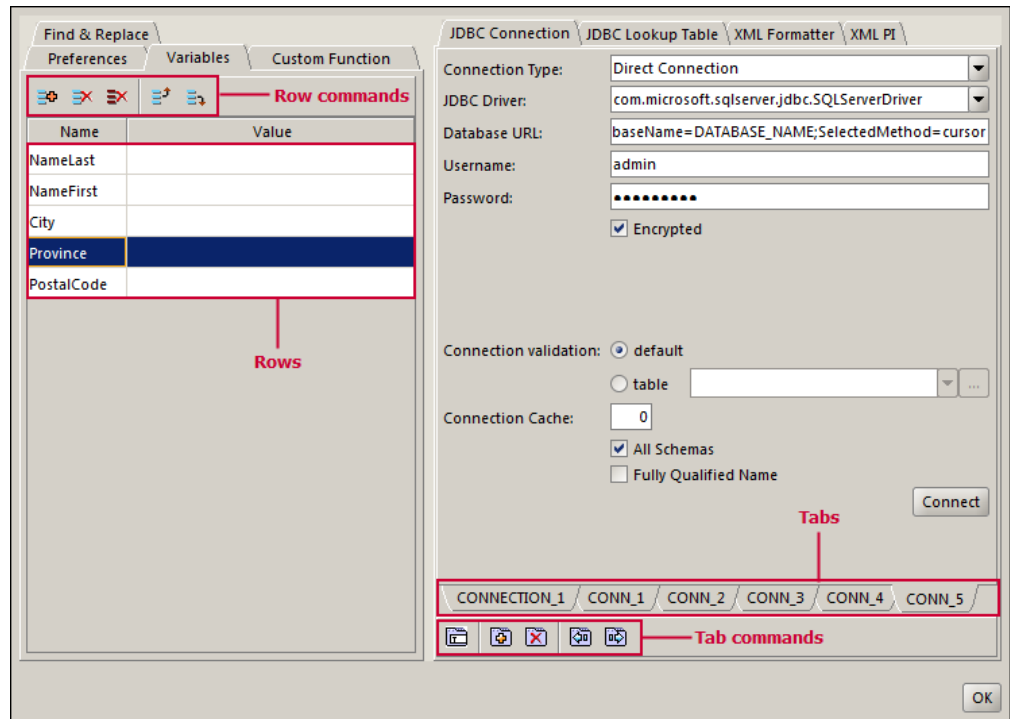 Find & Replace
Preferences Variables Custom Function
Row commands
Name Value
NameLast
NameFirst
City
Province
PostalCode
Rows
JDBC Connection JDBC Lookup Table XML Formatter XML PI
Connection Type: Direct Connection
JDBC Driver: com.microsoft.sqlserver.jdbc.SQLServerDriver
Database URL: baseName=DATABASE_NAME;SelectedMethod=cursor
Username: admin
Password: •••••••••
Encrypted
Connection validation: default
table ...
Connection Cache: 0
All Schemas
Fully Qualified Name
Connect
Tabs
CONNECTION_1 CONN_1 CONN_2 CONN_3 CONN_4 CONN_5
Tab commands
OK